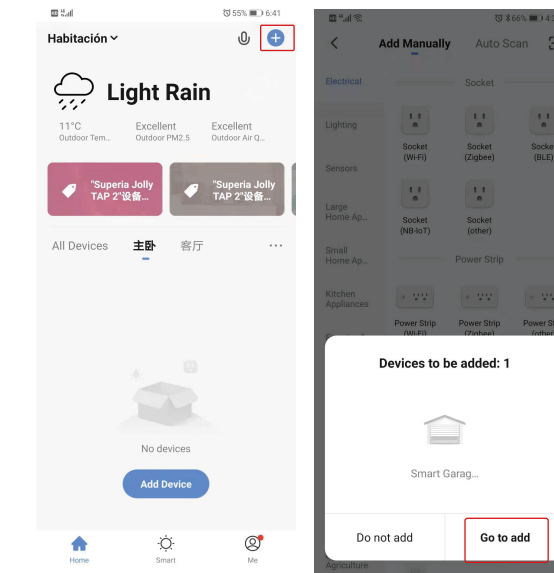 55% 6:41
Habitación
Light Rain
11°C Excellent Excellent
Outdoor Tem... Outdoor PM2.5 Outdoor Air Q...
"Superia Jolly
TAP 2"设备...
"Superia Jolly
TAP 2"设备...
All Devices 主卧 客厅 ...
No devices
Add Device
Home Smart Me
66%
Add Manually Auto Scan
Electrical
Lighting
Sensors
Large
Home Ap...
Small
Home Ap...
Kitchen
Appliances
Socket
Socket
(Wi-Fi)
Socket
(Zigbee)
Socke
(BLE)
Socket
(NB-IoT)
Socket
(other)
Power Strip
Power Strip
(Wi-Fi)
Power Strip
(Zigbee)
Power St
(other
Devices to be added: 1
Smart Garag...
Do not add Go to add
Agriculture